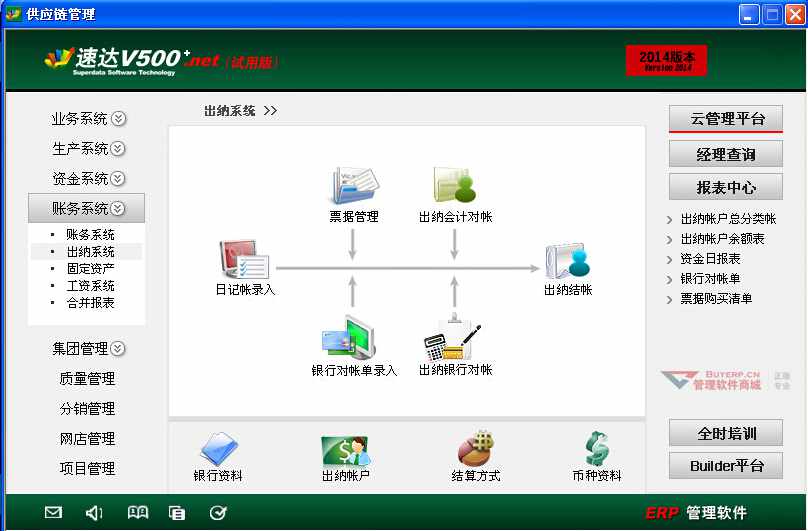 供应链管理
速达V500+.net (试用版)
Superdata Software Technology
2014版本
Version 2014
业务系统
生产系统
资金系统
账务系统
账务系统
出纳系统
固定资产
工资系统
合并报表
集团管理
质量管理
分销管理
网店管理
项目管理
出纳系统 >>
票据管理
出纳会计对帐
日记帐录入
出纳结帐
银行对帐单录入
出纳银行对帐
银行资料
出纳帐户
结算方式
币种资料
云管理平台
经理查询
报表中心
出纳帐户总分类帐
出纳帐户余额表
资金日报表
银行对帐单
票据购买清单
BUYERP.CN
管理软件商城
正版
专业
全时培训
Builder平台
ERP 管理软件